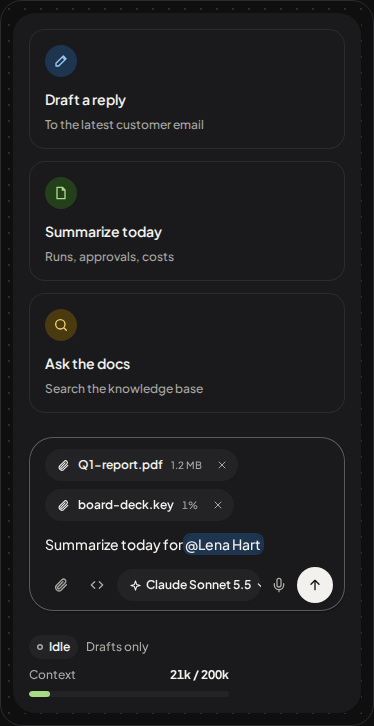 Draft a reply
To the latest customer email
Summarize today
Runs, approvals, costs
Ask the docs
Search the knowledge base
Q1-report.pdf 1.2 MB
board-deck.key 1%
Summarize today for @Lena Hart
Claude Sonnet 5.5
Idle Drafts only
Context 21k / 200k